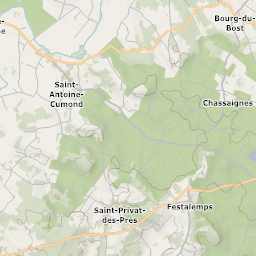 Bourg-du-
Bost
Saint-
Antoine-
Cumond
Chassaignes
Festalemps
Saint-Privat-
des-Prés